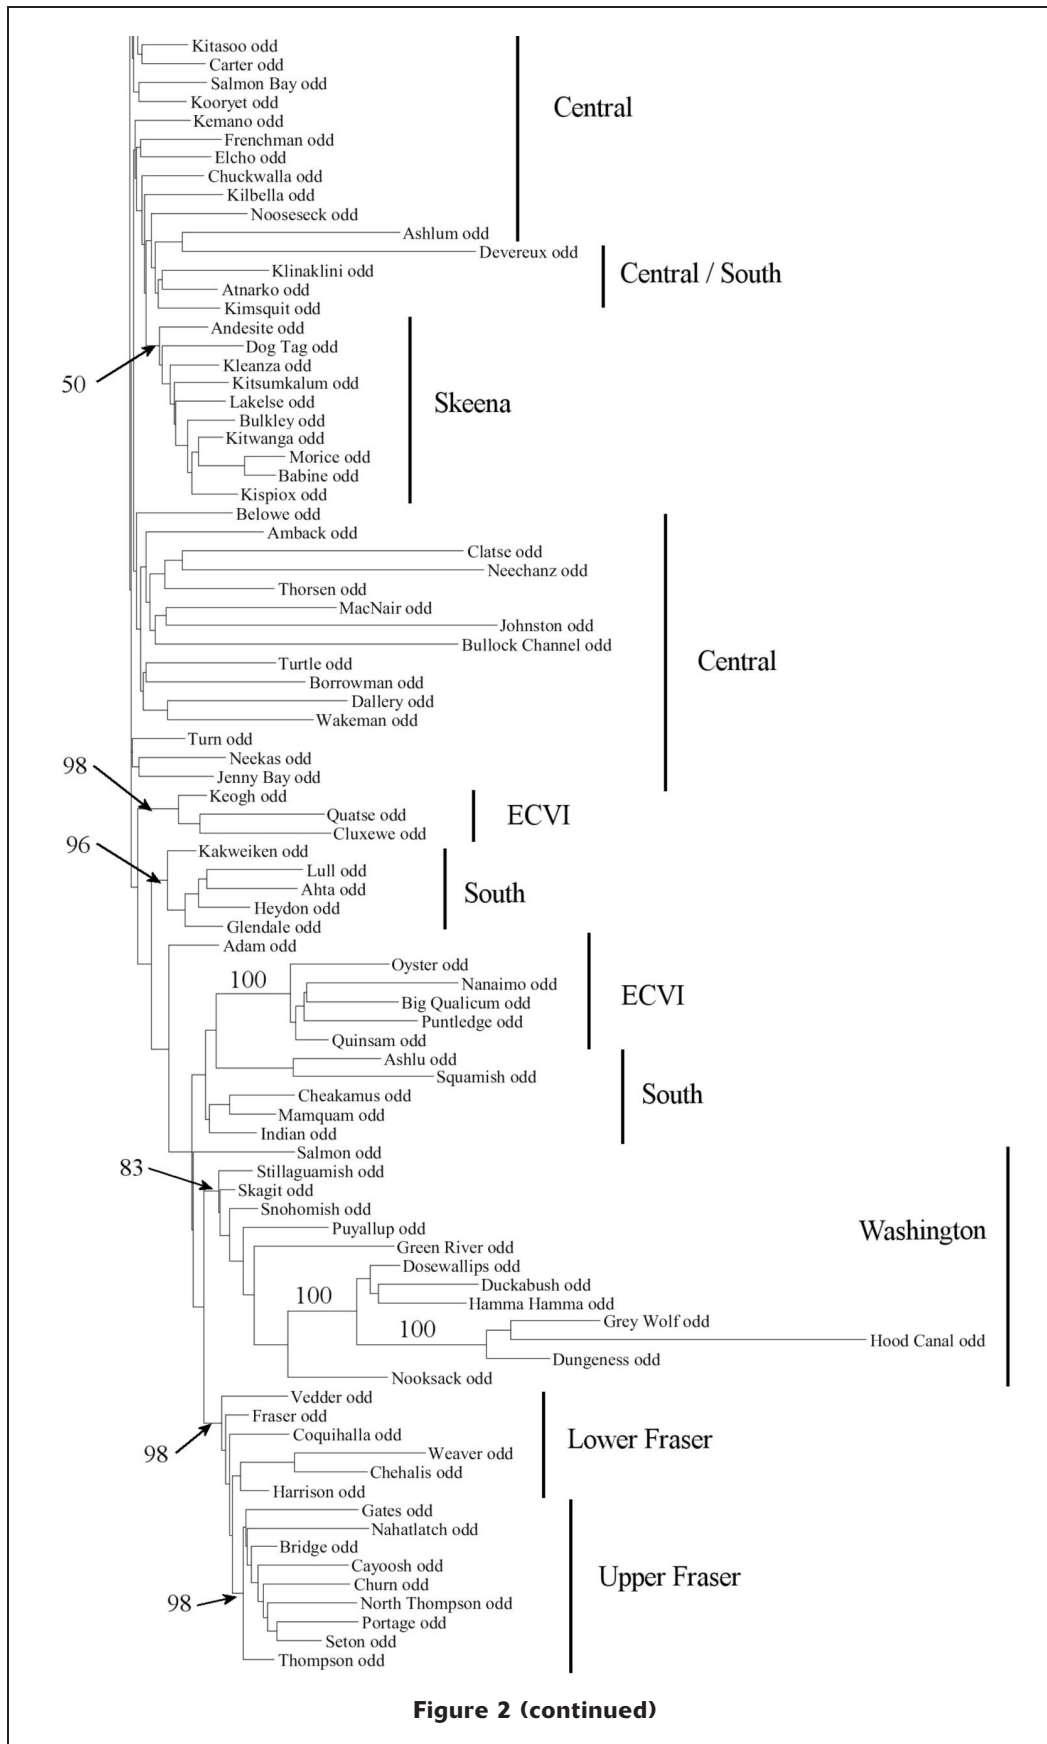 Kitasoo odd
Carter odd
Salmon Bay odd
Kooryet odd
Central
Kemano odd
Frenchman odd
Elcho odd
Chuckwalla odd
Kilbella odd
Nooseseck odd
Ashlum odd
Devereux odd
Klinaklini odd
Central / South
Atnarko odd
Kimsquit odd
Andesite odd
Dog Tag odd
Kleanza odd
50
Kitsumkalum odd
Lakelse odd
Skeena
Bulkley odd
Kitwanga odd
Morice odd
Babine odd
Kispiox odd
Belowe odd
Amback odd
Clatse odd
Neechanz odd
Thorsen odd
MacNair odd
Johnston odd
Bullock Channel odd
Turtle odd
Central
Borrowman odd
Dallery odd
Wakeman odd
Turn odd
Neekas odd
98
Jenny Bay odd
Keogh odd
Quatse odd
ECVI
Cluxewe odd
96
Kakweiken odd
Lull odd
Ahta odd
South
Heydon odd
Glendale odd
Adam odd
Oyster odd
100
Nanaimo odd
Big Qualicum odd
ECVI
Puntledge odd
Quinsam odd
Ashlu odd
Squamish odd
Cheakamus odd
South
Mamquam odd
Indian odd
Salmon odd
83
Stillaguamish odd
Skagit odd
Snohomish odd
Puyallup odd
Washington
Green River odd
Dosewallips odd
Duckabush odd
100
Hamma Hamma odd
Grey Wolf odd
100
Hood Canal odd
Dungeness odd
Nooksack odd
Vedder odd
Fraser odd
Coquihalla odd
Lower Fraser
98
Weaver odd
Chehalis odd
Harrison odd
Gates odd
Nahatlatch odd
Bridge odd
Cayoosh odd
Upper Fraser
Churn odd
98
North Thompson odd
Portage odd
Seton odd
Thompson odd
Figure 2 (continued)